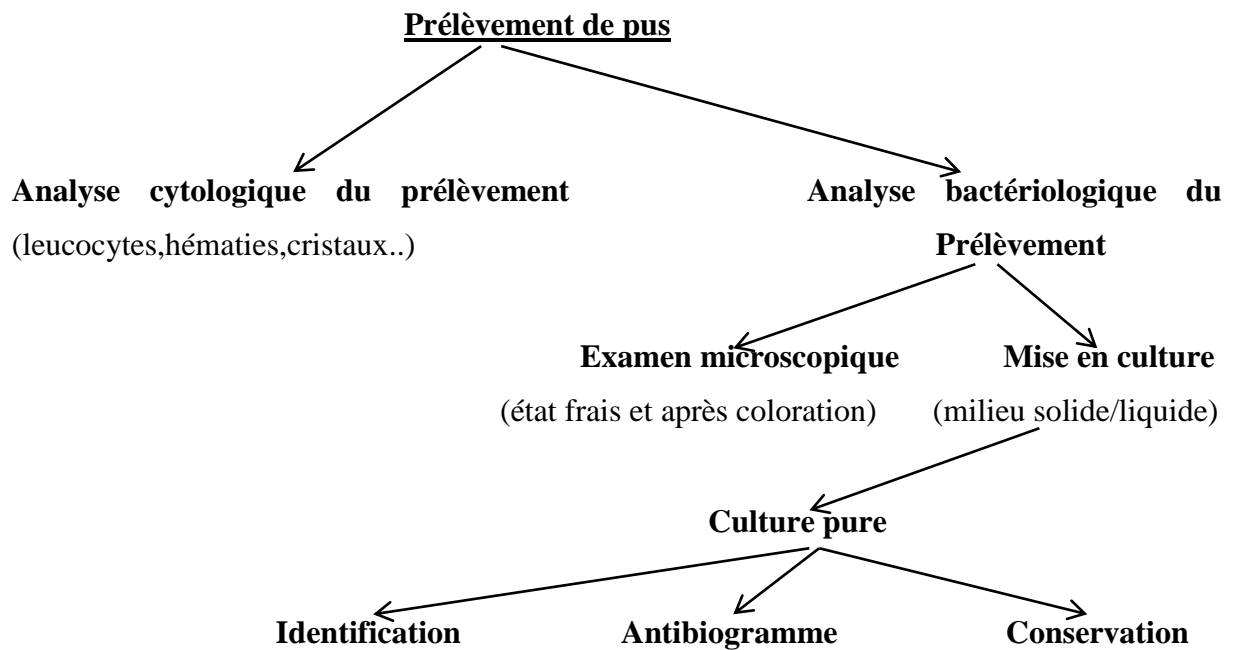 Prélèvement de pus
Analyse cytologique du prélèvement
Analyse bactériologique du
(leucocytes,hématies,cristaux..)
Prélèvement
Examen microscopique
Mise en culture
(état frais et après coloration)
(milieu solide/liquide)
Culture pure
Identification
Antibiogramme
Conservation